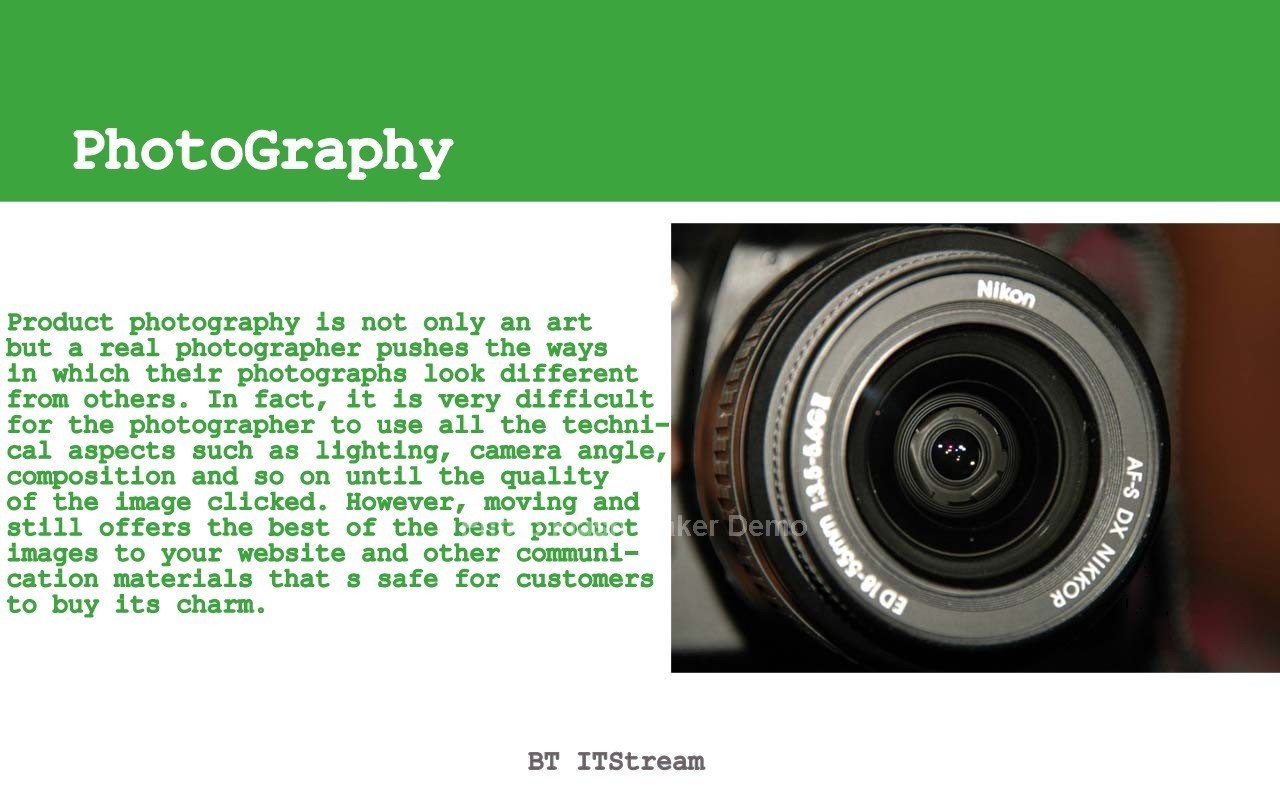 PhotoGraphy
Product photography is not only an art
but a real photographer pushes the ways
in which their photographs look different
from others. In fact, it is very difficult
for the photographer to use all the techni-
cal aspects such as lighting, camera angle,
composition and so on until the quality
of the image clicked. However, moving and
still offers the best of the best product
images to your website and other communi-
cation materials that s safe for customers
to buy its charm.
Nikon
AF-S DX NIKKOR
ED 18-55mm 1:3.5-5.6GII
Demo
BT ITStream